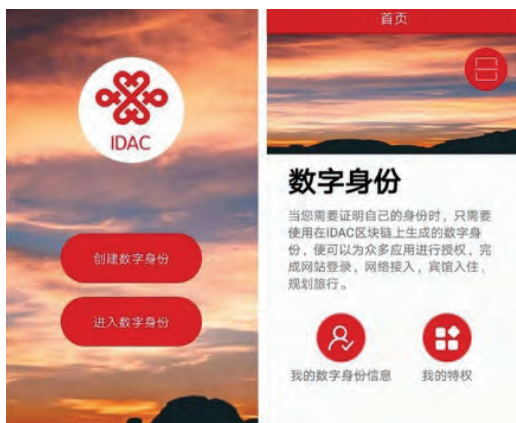 IDAC
创建数字身份
进入数字身份
首页
数字身份
当您需要证明自己的身份时，只需要
使用在IDAC区块链上生成的数字身
份，便可以为众多应用进行授权，完
成网站登录，网络接入，宾馆入住，
规划旅行。
我的数字身份信息
我的特权